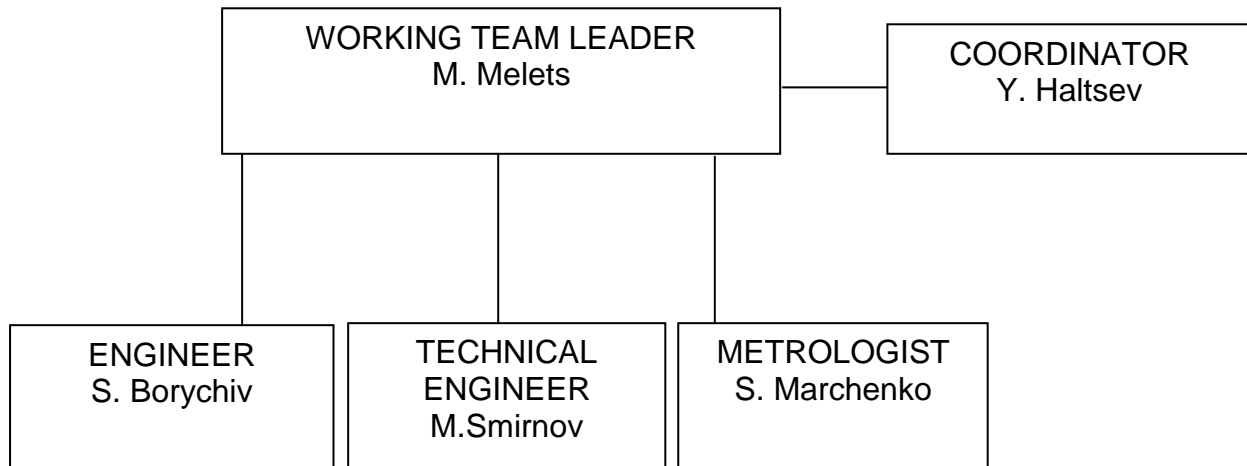 WORKING TEAM LEADER
M. Melets
COORDINATOR
Y. Haltsev
ENGINEER
S. Borychiv
TECHNICAL
ENGINEER
M.Smirnov
METROLOGIST
S. Marchenko